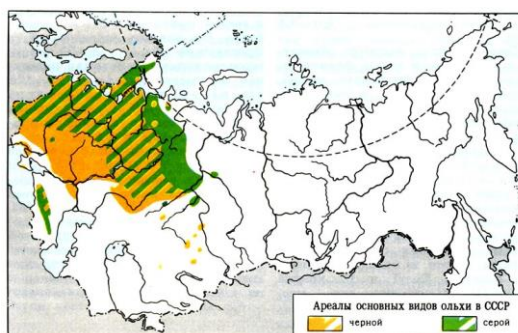 Ареалы основных видов ольхи в СССР
черной
серой